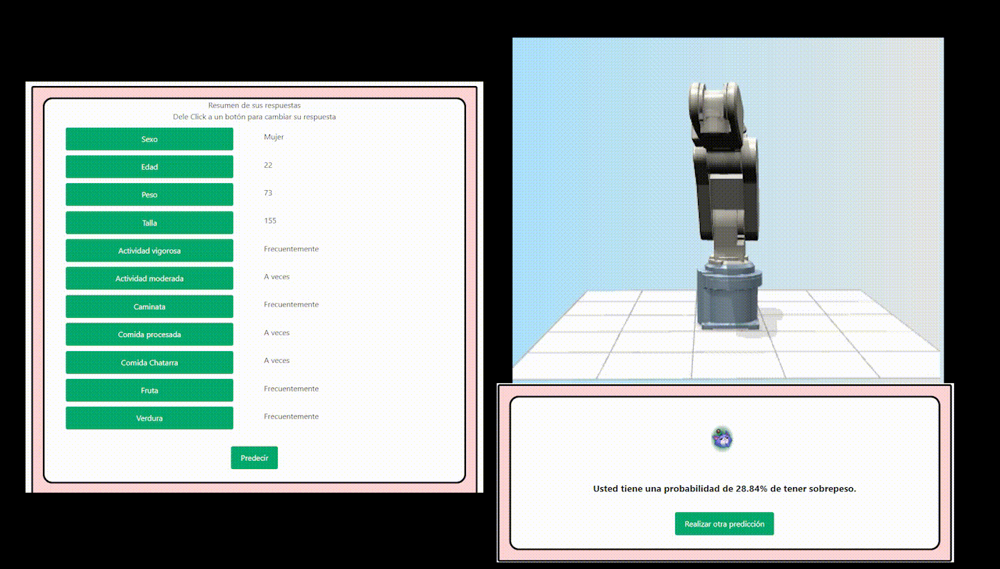 Resumen de sus respuestas
Dele Click a un botón para cambiar su respuesta
Sexo Mujer
Edad 22
Peso 73
Talla 155
Actividad vigorosa Frecuentemente
Actividad moderada A veces
Caminata Frecuentemente
Comida procesada A veces
Comida Chatarra A veces
Fruta Frecuentemente
Verdura Frecuentemente
Predecir
Usted tiene una probabilidad de 28.84% de tener sobrepeso.
Realizar otra predicción